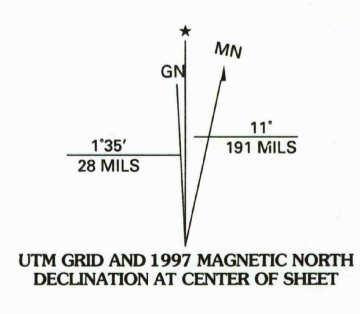 ★
MN
GN
11°
191 MILS
1°35′
28 MILS
UTM GRID AND 1997 MAGNETIC NORTH
DECLINATION AT CENTER OF SHEET